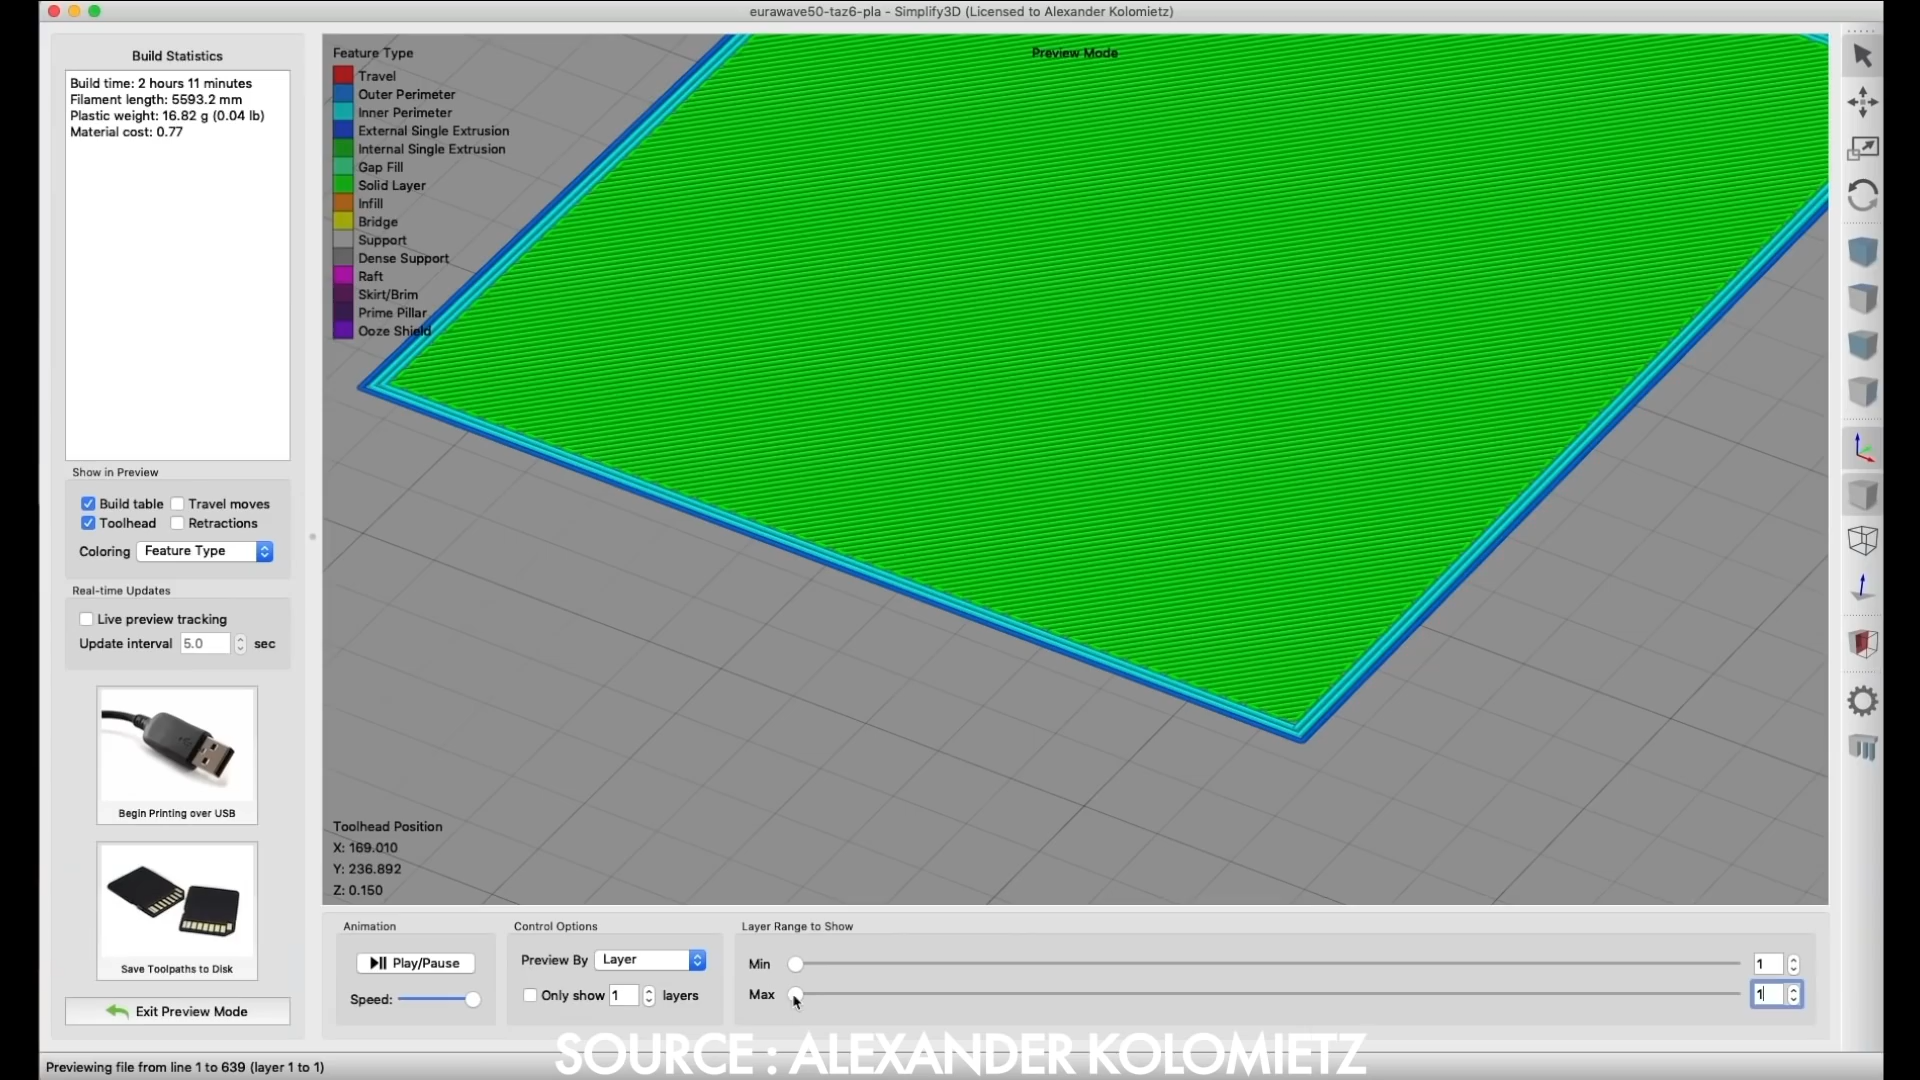 eurawave50-taz6-pla - Simplify3D (Licensed to Alexander Kolomietz)
Build Statistics
Build time: 2 hours 11 minutes
Filament length: 5593.2 mm
Plastic weight: 16.82 g (0.04 lb)
Material cost: 0.77
Show in Preview
Build table
Travel moves
Toolhead
Retractions
Coloring
Feature Type
Real-time Updates
Live preview tracking
Update interval
5.0
sec
Begin Printing over USB
Save Toolpaths to Disk
Exit Preview Mode
Feature Type
Travel
Outer Perimeter
Inner Perimeter
External Single Extrusion
Internal Single Extrusion
Gap Fill
Solid Layer
Infill
Bridge
Support
Dense Support
Raft
Skirt/Brim
Prime Pillar
Ooze Shield
Preview Mode
Toolhead Position
X: 169.010
Y: 236.892
Z: 0.150
Animation
Play/Pause
Speed:
Control Options
Preview By
Layer
Only show
1
layers
Layer Range to Show
Min
1
Max
1
SOURCE : ALEXANDER KOLOMIETZ
Previewing file from line 1 to 639 (layer 1 to 1)